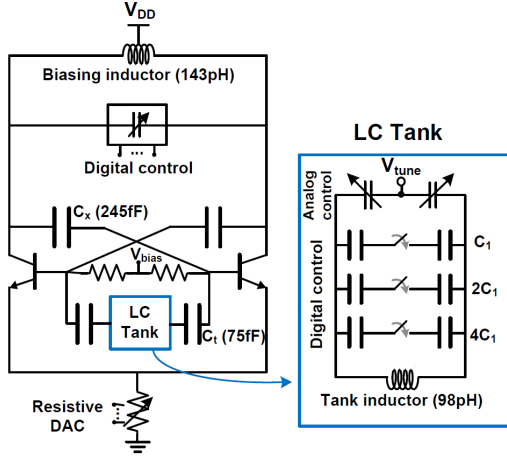 V_DD
Biasing inductor (143pH)
...
Digital control
C_x (245fF)
V_bias
LC
Tank
C_t (75fF)
Resistive
DAC
LC Tank
V_tune
Analog
control
Digital control
C_1
2C_1
4C_1
Tank inductor (98pH)